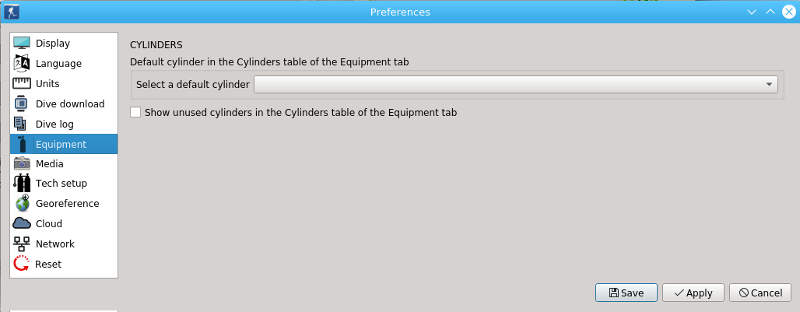 Preferences
Display
Language
Units
Dive download
Dive log
Equipment
Media
Tech setup
Georeference
Cloud
Network
Reset
CYLINDERS
Default cylinder in the Cylinders table of the Equipment tab
Select a default cylinder
Show unused cylinders in the Cylinders table of the Equipment tab
Save
Apply
Cancel